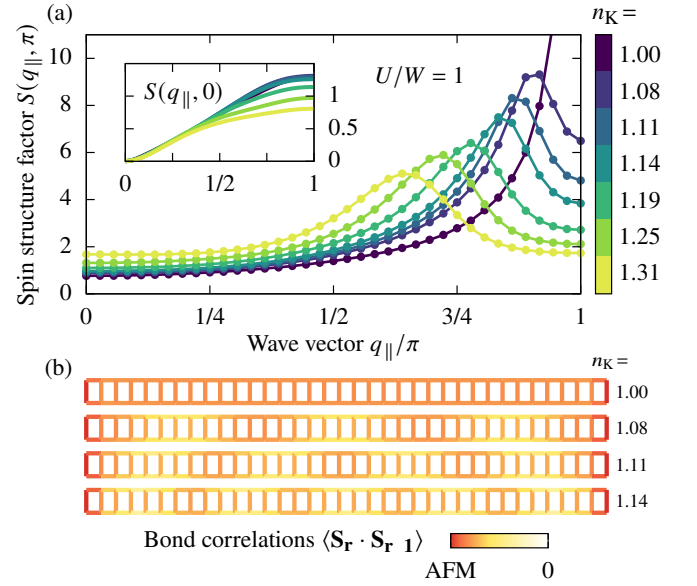 (a)
n_K =
Spin structure factor S(q_∥, π)
10
8
6
4
2
0
U/W = 1
S(q_∥, 0)
1
0.5
0
0
1/2
1
1.00
1.08
1.11
1.14
1.19
1.25
1.31
0
1/4
1/2
3/4
1
Wave vector q_∥/π
(b)
n_K =
1.00
1.08
1.11
1.14
Bond correlations ⟨S_r · S_r 1⟩
AFM
0